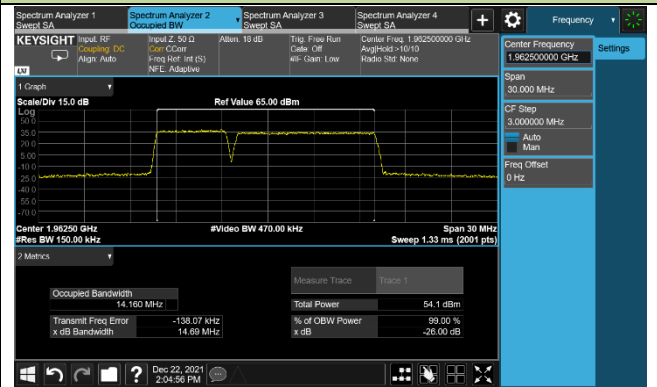 Spectrum Analyzer 1
Swept SA
Spectrum Analyzer 2
Occupied BW
Spectrum Analyzer 3
Swept SA
Spectrum Analyzer 4
Swept SA
+
Frequency
KEYSIGHT
LXI
Input: RF
Coupling: DC
Align: Auto
Input Z: 50 Ω
Corr CCorr
Freq Ref: Int (S)
NFE: Adaptive
Atten: 18 dB
Trig: Free Run
Gate: Off
#IF Gain: Low
Center Freq: 1.962500000 GHz
Avg|Hold:>10/10
Radio Std: None
Center Frequency
1.962500000 GHz
Settings
Span
30.000 MHz
CF Step
3.000000 MHz
Auto
Man
Freq Offset
0 Hz
1 Graph
Scale/Div 15.0 dB
Ref Value 65.00 dBm
Log
50.0
35.0
20.0
5.00
-10.0
-25.0
-40.0
-55.0
-70.0
Center 1.96250 GHz
#Video BW 470.00 kHz
Span 30 MHz
#Res BW 150.00 kHz
Sweep 1.33 ms (2001 pts)
2 Metrics
Measure Trace
Trace 1
Occupied Bandwidth
14.160 MHz
Total Power
54.1 dBm
Transmit Freq Error
-138.07 kHz
% of OBW Power
99.00 %
x dB Bandwidth
14.69 MHz
x dB
-26.00 dB
?
Dec 22, 2021
2:04:56 PM